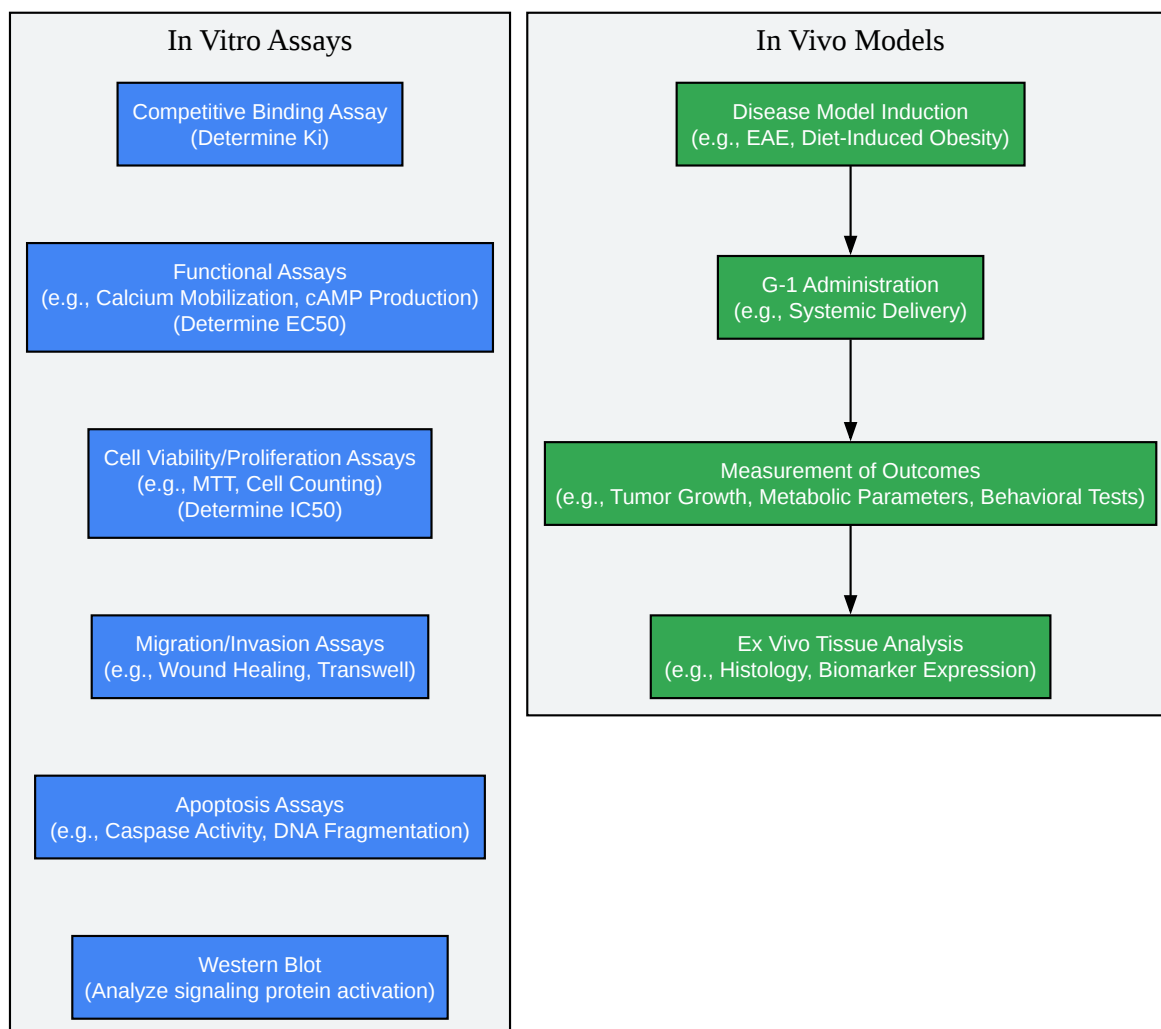 In Vitro Assays
Competitive Binding Assay
(Determine Ki)
Functional Assays
(e.g., Calcium Mobilization, cAMP Production)
(Determine EC50)
Cell Viability/Proliferation Assays
(e.g., MTT, Cell Counting)
(Determine IC50)
Migration/Invasion Assays
(e.g., Wound Healing, Transwell)
Apoptosis Assays
(e.g., Caspase Activity, DNA Fragmentation)
Western Blot
(Analyze signaling protein activation)
In Vivo Models
Disease Model Induction
(e.g., EAE, Diet-Induced Obesity)
G-1 Administration
(e.g., Systemic Delivery)
Measurement of Outcomes
(e.g., Tumor Growth, Metabolic Parameters, Behavioral Tests)
Ex Vivo Tissue Analysis
(e.g., Histology, Biomarker Expression)